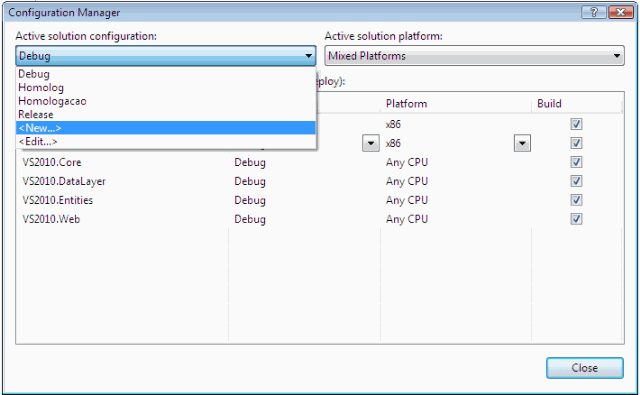 Configuration Manager
Active solution configuration: Active solution platform:
Debug Mixed Platforms
Debug
Homolog
Homologacao
Release
<New...>
<Edit...>
ploy):
Platform Build
x86
x86
VS2010.Core Debug Any CPU
VS2010.DataLayer Debug Any CPU
VS2010.Entities Debug Any CPU
VS2010.Web Debug Any CPU
Close